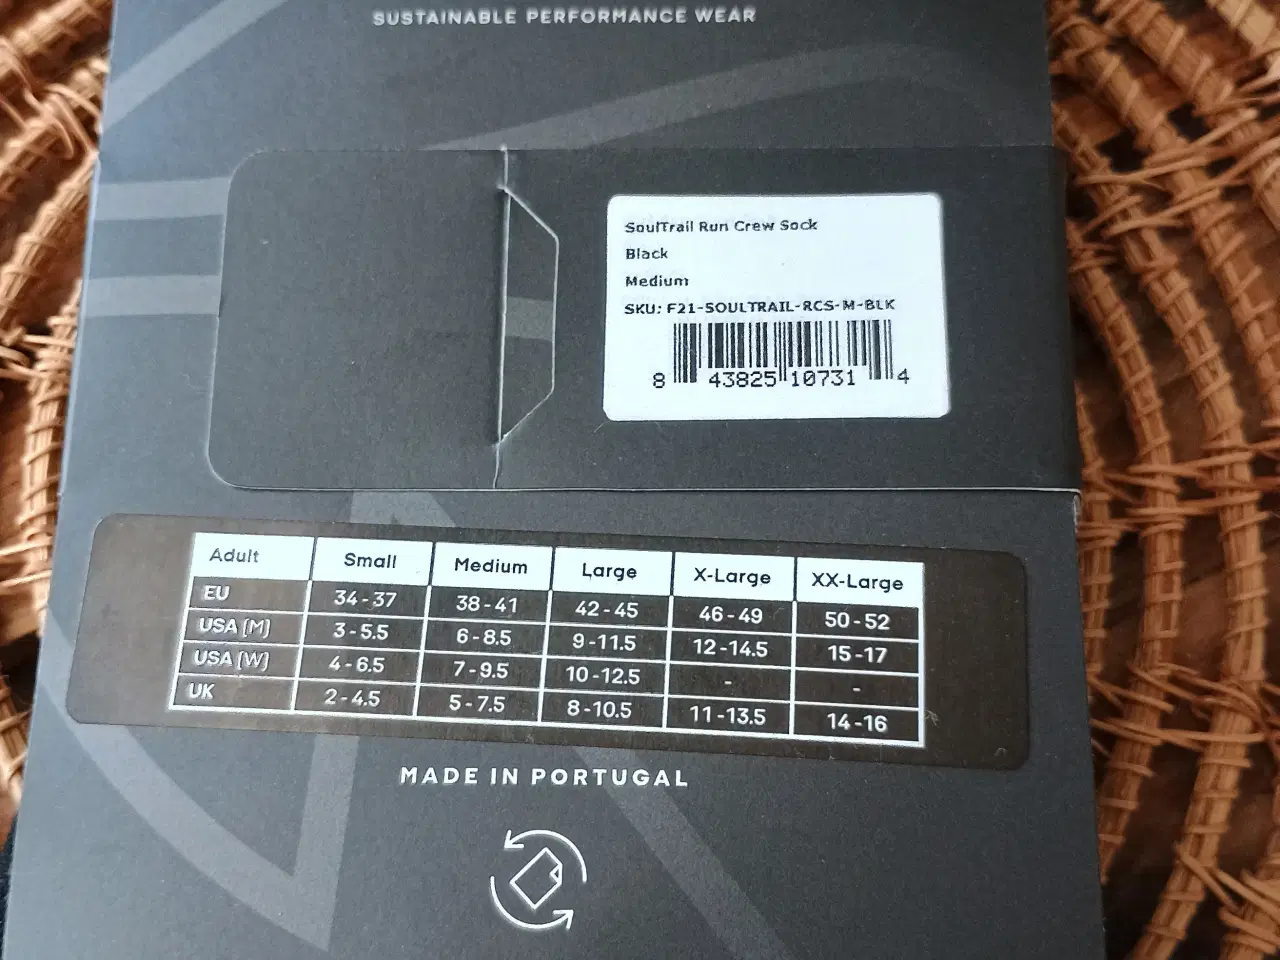 SUSTAINABLE PERFORMANCE WEAR
SoulTrail Run Crew Sock
Black
Medium
SKU: F21-SOULTRAIL-RCS-M-BLK
8 43825 10731 4
Adult Small Medium Large X-Large XX-Large
EU 34-37 38-41 42-45 46-49 50-52
USA (M) 3-5.5 6-8.5 9-11.5 12-14.5 15-17
USA (W) 4-6.5 7-9.5 10-12.5 - -
UK 2-4.5 5-7.5 8-10.5 11-13.5 14-16
MADE IN PORTUGAL